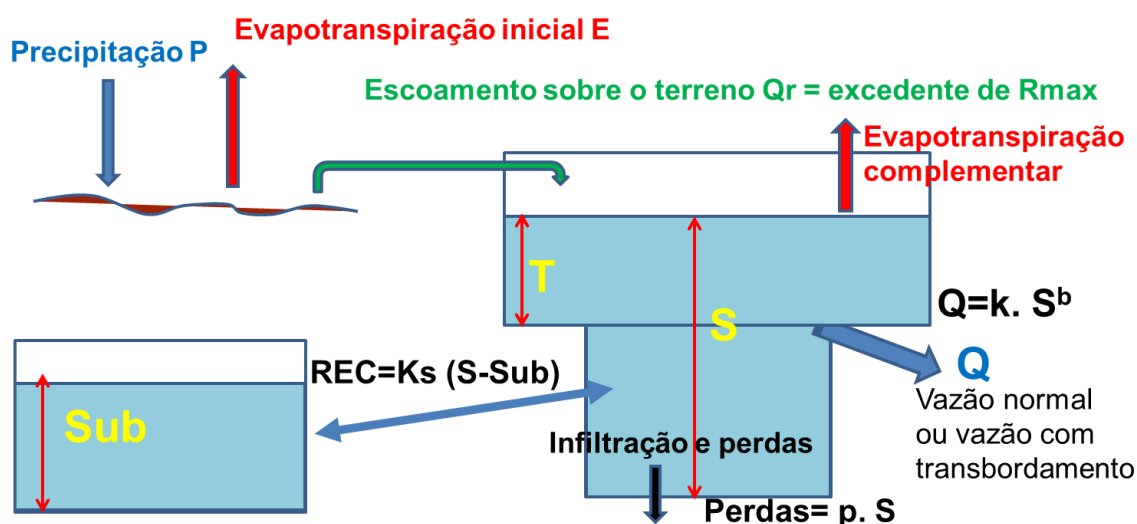 Evapotranspiração inicial E
Precipitação P
Escoamento sobre o terreno Qr = excedente de Rmax
Evapotranspiração
complementar
T
S
Q=k. Sᵇ
REC=Ks (S-Sub)
Q
Sub
Vazão normal
ou vazão com
transbordamento
Infiltração e perdas
Perdas= p. S